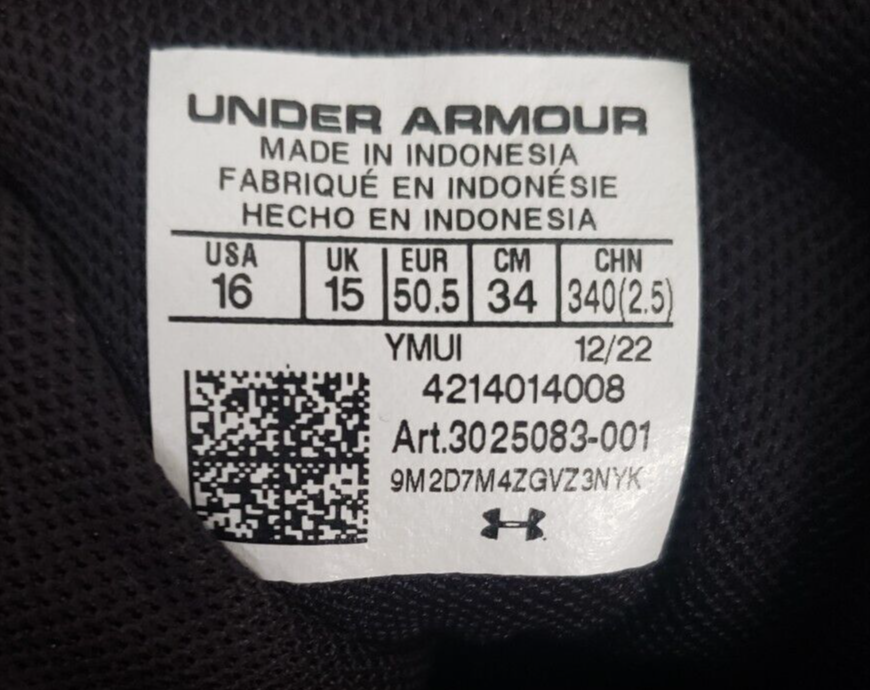 UNDER ARMOUR
MADE IN INDONESIA
FABRIQUÉ EN INDONÉSIE
HECHO EN INDONESIA
USA UK EUR CM CHN
16 15 50.5 34 340(2.5)
YMUI 12/22
4214014008
Art.3025083-001
9M2D7M4ZGVZ3NYK